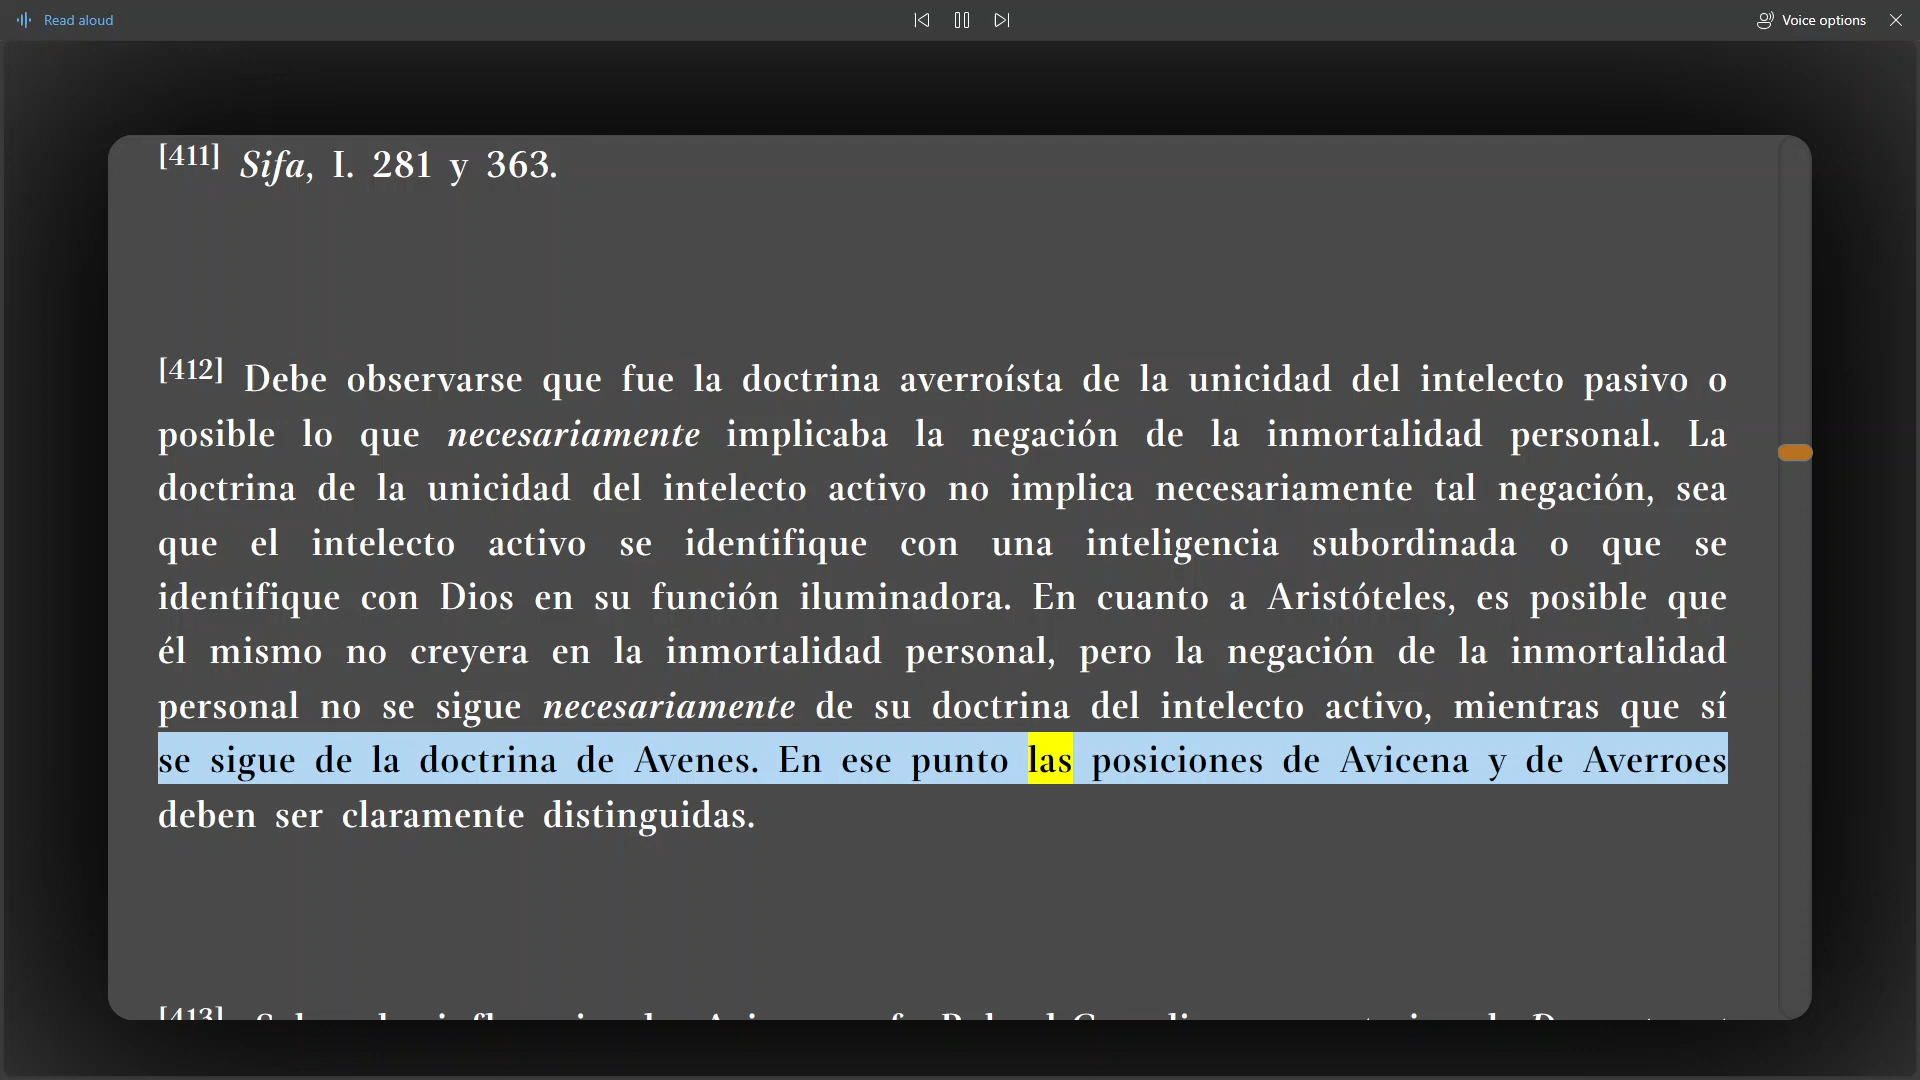 Read aloud
Voice options
[411] Sifa, I. 281 y 363.
[412] Debe observarse que fue la doctrina averroísta de la unicidad del intelecto pasivo o
posible lo que necesariamente implicaba la negación de la inmortalidad personal. La
doctrina de la unicidad del intelecto activo no implica necesariamente tal negación, sea
que el intelecto activo se identifique con una inteligencia subordinada o que se
identifique con Dios en su función iluminadora. En cuanto a Aristóteles, es posible que
él mismo no creyera en la inmortalidad personal, pero la negación de la inmortalidad
personal no se sigue necesariamente de su doctrina del intelecto activo, mientras que sí
se sigue de la doctrina de Avenes. En ese punto las posiciones de Avicena y de Averroes
deben ser claramente distinguidas.
[413]